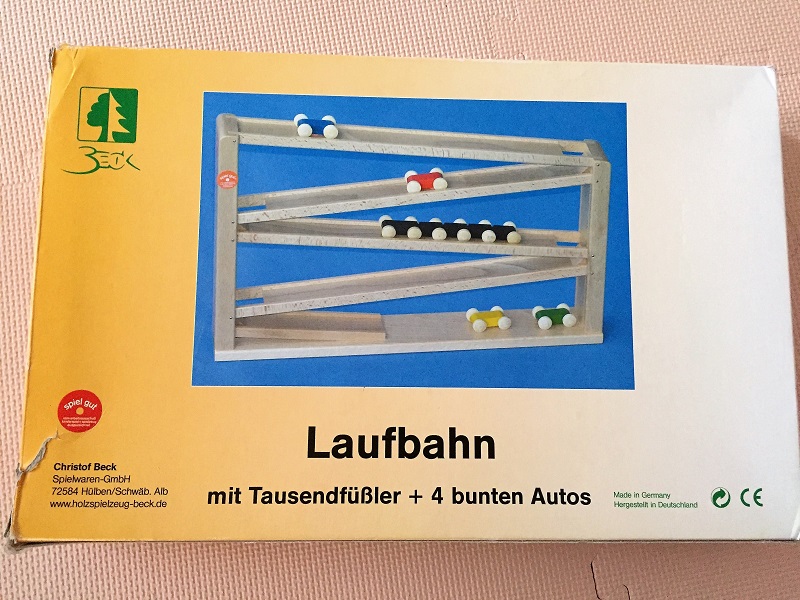 BECK
spiel gut
Laufbahn
mit Tausendfüßler + 4 bunten Autos
Christof Beck
Spielwaren-GmbH
72584 Hülben/Schwäb. Alb
www.holzspielzeug-beck.de
Made in Germany
Hergestellt in Deutschland
CE